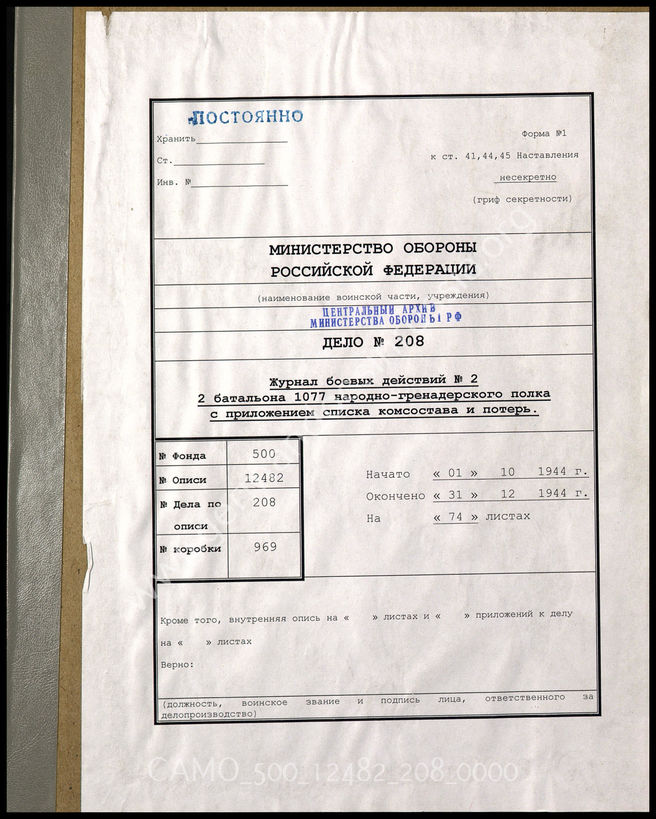 ПОСТОЯННО
Хранить
Форма №1
Ст.
к ст. 41,44,45 Наставления
Инв. №
несекретно
(гриф секретности)
МИНИСТЕРСТВО ОБОРОНЫ
РОССИЙСКОЙ ФЕДЕРАЦИИ
(наименование воинской части, учреждения)
ЦЕНТРАЛЬНЫЙ АРХИВ
МИНИСТЕРСТВА ОБОРОНЫ РФ
ДЕЛО № 208
Журнал боевых действий № 2
2 батальона 1077 народно-гренадерского полка
с приложением списка комсостава и потерь.
№ Фонда 500
№ Описи 12482
№ Дела по 208
описи
№ коробки 969
Начато « 01 » 10 1944 г.
Окончено « 31 » 12 1944 г.
На « 74 » листах
Кроме того, внутренняя опись на « » листах и « » приложений к делу
на « » листах
Верно:
(должность, воинское звание и подпись лица, ответственного за
делопроизводство)
CAMO_500_12482_208_0000